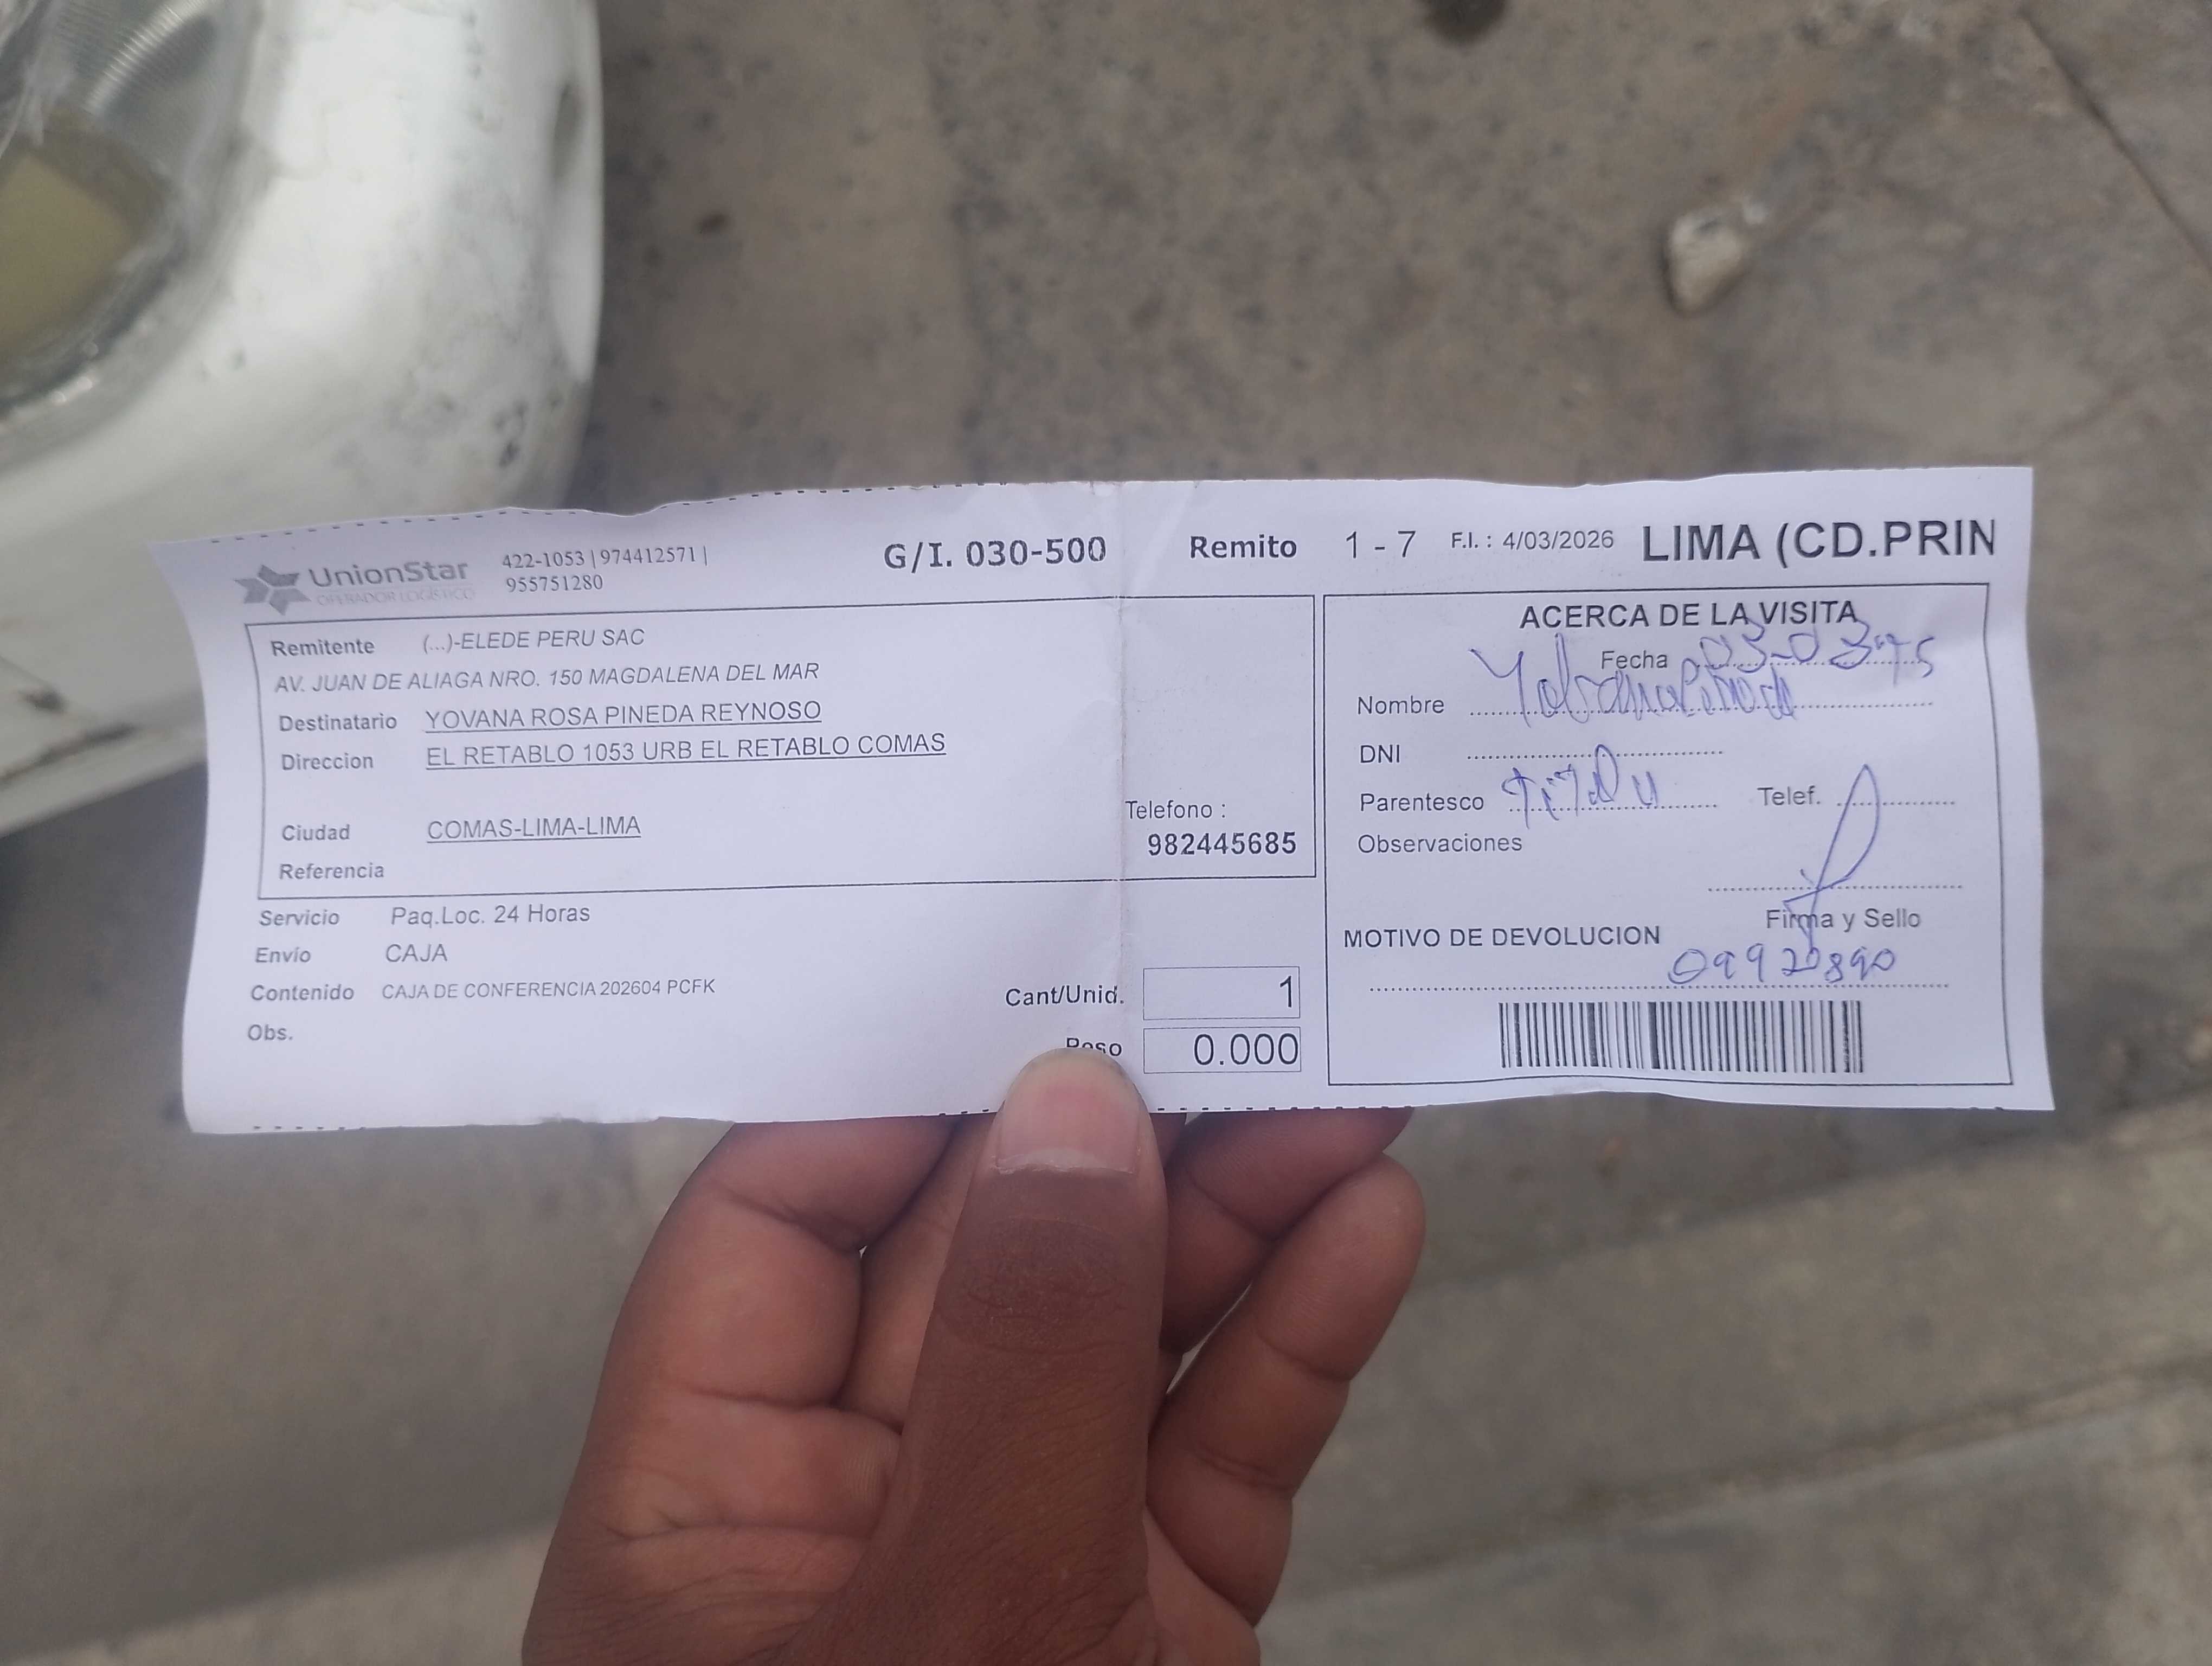 UnionStar
OPERADOR LOGISTICO
422-1053 | 974412571 |
955751280
G/I. 030-500 Remito 1 - 7 F.I. : 4/03/2026 LIMA (CD.PRIN
Remitente (...)-ELEDE PERU SAC
AV. JUAN DE ALIAGA NRO. 150 MAGDALENA DEL MAR
Destinatario YOVANA ROSA PINEDA REYNOSO
Direccion EL RETABLO 1053 URB EL RETABLO COMAS
Ciudad COMAS-LIMA-LIMA
Telefono :
982445685
Referencia
Servicio Paq.Loc. 24 Horas
Envío CAJA
Contenido CAJA DE CONFERENCIA 202604 PCFK
Obs.
Cant/Unid. 1
Peso 0.000
ACERCA DE LA VISITA
Fecha
Nombre
DNI
Parentesco Telef.
Observaciones
Firma y Sello
MOTIVO DE DEVOLUCION
09920890